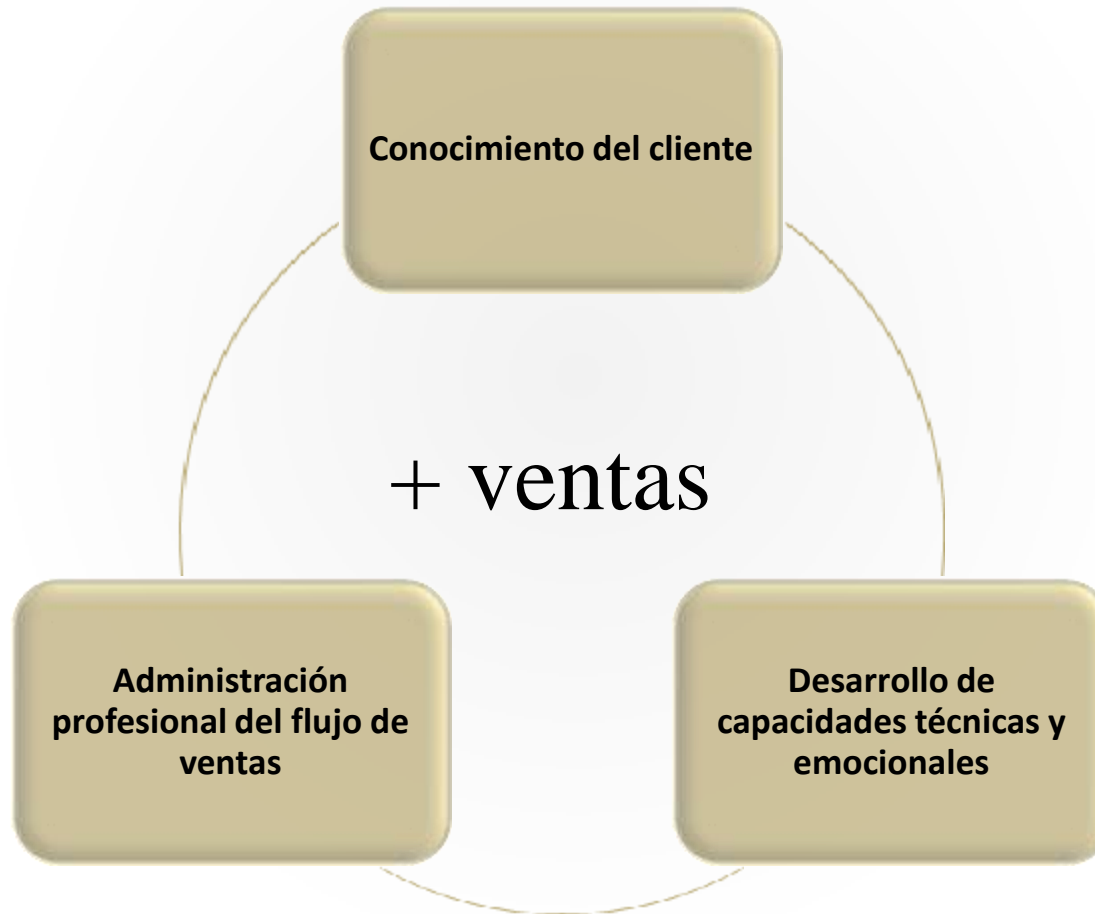 Conocimiento del cliente
+ ventas
Administración
profesional del flujo de
ventas
Desarrollo de
capacidades técnicas y
emocionales